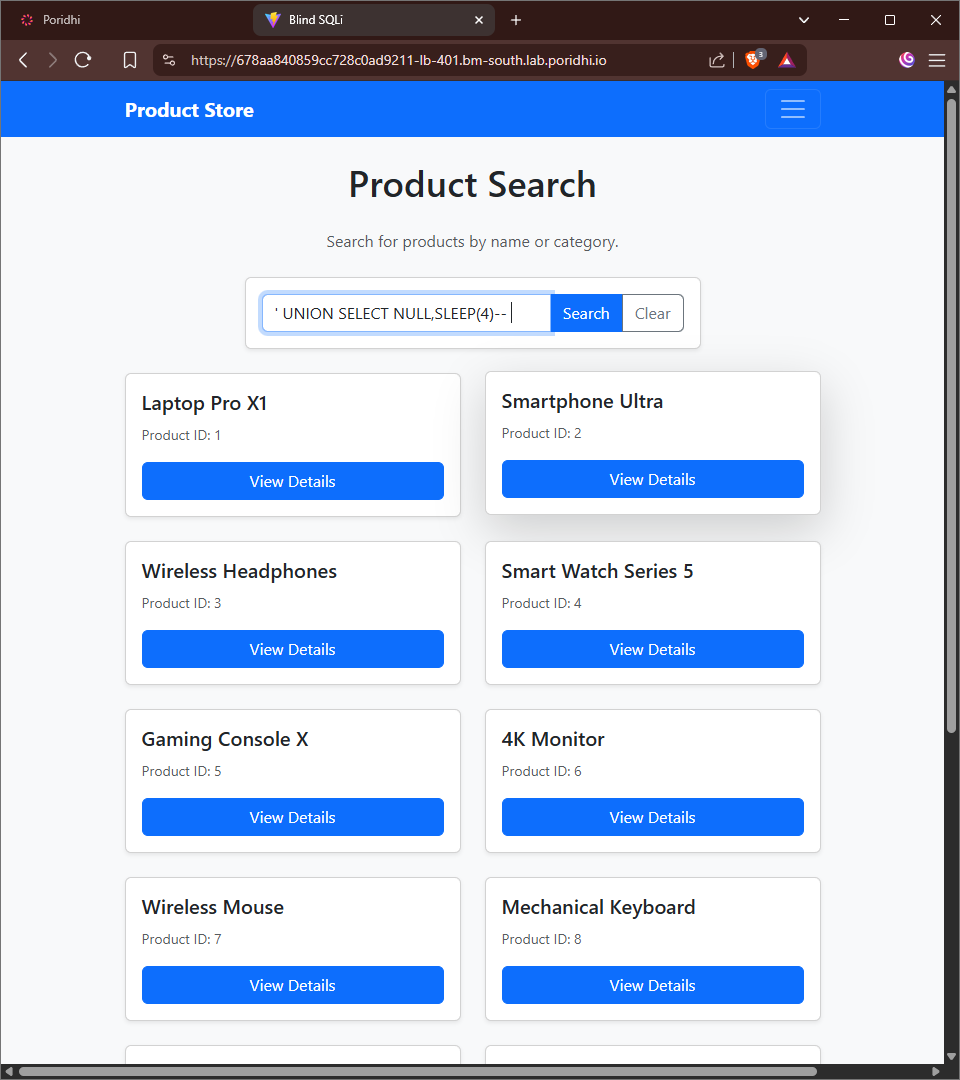 Poridhi
Blind SQLi
https://678aa840859cc728c0ad9211-lb-401.bm-south.lab.poridhi.io
3
Product Store
Product Search
Search for products by name or category.
' UNION SELECT NULL,SLEEP(4)--
Search
Clear
Laptop Pro X1
Product ID: 1
View Details
Smartphone Ultra
Product ID: 2
View Details
Wireless Headphones
Product ID: 3
View Details
Smart Watch Series 5
Product ID: 4
View Details
Gaming Console X
Product ID: 5
View Details
4K Monitor
Product ID: 6
View Details
Wireless Mouse
Product ID: 7
View Details
Mechanical Keyboard
Product ID: 8
View Details